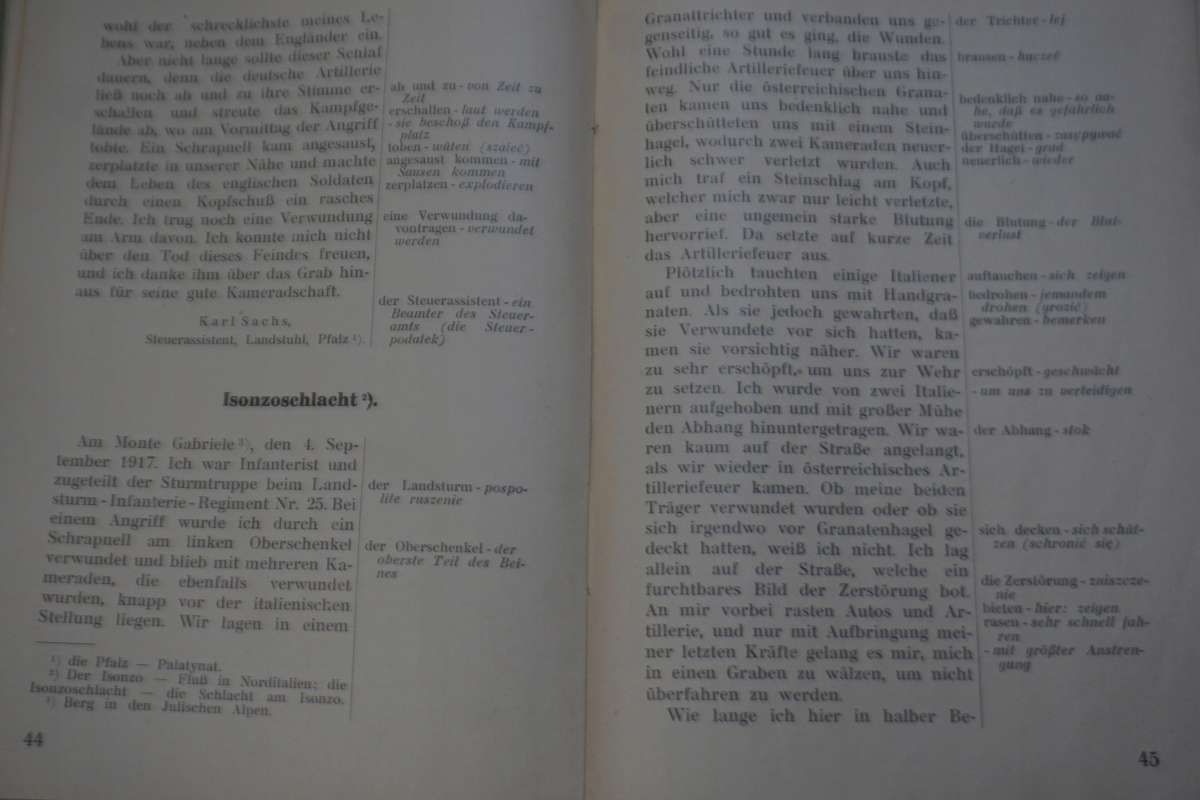 wohl der schrecklichste meines Le-
bens war, neben dem Engländer ein.
Aber nicht lange sollte dieser Schlaf
dauern, denn die deutsche Artillerie
ließ noch ab und zu ihre Stimme er-
schallen und streute das Kampfge-
lände ab, wo am Vormittag der Angriff
tobte. Ein Schrapnell kam angesaust,
zerplatzte in unserer Nähe und machte
dem Leben des englischen Soldaten
durch einen Kopfschuß ein rasches
Ende. Ich trug noch eine Verwundung
am Arm davon. Ich konnte mich nicht
über den Tod dieses Feindes freuen,
und ich danke ihm über das Grab hin-
aus für seine gute Kameradschaft.
Karl Sachs,
Steuerassistent, Landstuhl, Pfalz ¹).
ab und zu - von Zeit zu
Zeit
erschallen - laut werden
- sie beschoß den Kampf-
platz
toben - wüten (szaleć)
angesaust kommen - mit
Sausen kommen
zerplatzen - explodieren
eine Verwundung da-
vontragen - verwundet
werden
der Steuerassistent - ein
Beamter des Steuer-
amts (die Steuer -
podatek)
Isonzoschlacht ²).
Am Monte Gabriele ³), den 4. Sep-
tember 1917. Ich war Infanterist und
zugeteilt der Sturmtruppe beim Land-
sturm - Infanterie - Regiment Nr. 25. Bei
einem Angriff wurde ich durch ein
Schrapnell am linken Oberschenkel
verwundet und blieb mit mehreren Ka-
meraden, die ebenfalls verwundet
wurden, knapp vor der italienischen
Stellung liegen. Wir lagen in einem
der Landsturm - pospo-
lite ruszenie
der Oberschenkel - der
oberste Teil des Bei-
nes
¹) die Pfalz — Palatynat.
²) Der Isonzo — Fluß in Norditalien; die
Isonzoschlacht — die Schlacht am Isonzo.
³) Berg in den Julischen Alpen.
44
Granattrichter und verbanden uns ge-
genseitig, so gut es ging, die Wunden.
Wohl eine Stunde lang brauste das
feindliche Artilleriefeuer über uns hin-
weg. Nur die österreichischen Grana-
ten kamen uns bedenklich nahe und
überschütteten uns mit einem Stein-
hagel, wodurch zwei Kameraden neuer-
lich schwer verletzt wurden. Auch
mich traf ein Steinschlag am Kopf,
welcher mich zwar nur leicht verletzte,
aber eine ungemein starke Blutung
hervorrief. Da setzte auf kurze Zeit
das Artilleriefeuer aus.
Plötzlich tauchten einige Italiener
auf und bedrohten uns mit Handgra-
naten. Als sie jedoch gewahrten, daß
sie Verwundete vor sich hatten, ka-
men sie vorsichtig näher. Wir waren
zu sehr erschöpft, um uns zur Wehr
zu setzen. Ich wurde von zwei Italie-
nern aufgehoben und mit großer Mühe
den Abhang hinuntergetragen. Wir wa-
ren kaum auf der Straße angelangt,
als wir wieder in österreichisches Ar-
tilleriefeuer kamen. Ob meine beiden
Träger verwundet wurden oder ob sie
sich irgendwo vor Granatenhagel ge-
deckt hatten, weiß ich nicht. Ich lag
allein auf der Straße, welche ein
furchtbares Bild der Zerstörung bot.
An mir vorbei rasten Autos und Ar-
tillerie, und nur mit Aufbringung mei-
ner letzten Kräfte gelang es mir, mich
in einen Graben zu wälzen, um nicht
überfahren zu werden.
Wie lange ich hier in halber Be-
der Trichter - lej
brausen - huczeć
bedenklich nahe - so na-
he, daß es gefährlich
wurde
überschütten - zasypywać
der Hagel - grad
neuerlich - wieder
die Blutung - der Blut-
verlust
auftauchen - sich zeigen
bedrohen - jemandem
drohen (grozić)
gewahren - bemerken
erschöpft - geschwächt
- um uns zu verteidigen
der Abhang - stok
sich decken - sich schüt-
zen (schronić się)
die Zerstörung - zniszcze-
nie
bieten - hier: zeigen
rasen - sehr schnell fah-
ren
- mit größter Anstren-
gung
45